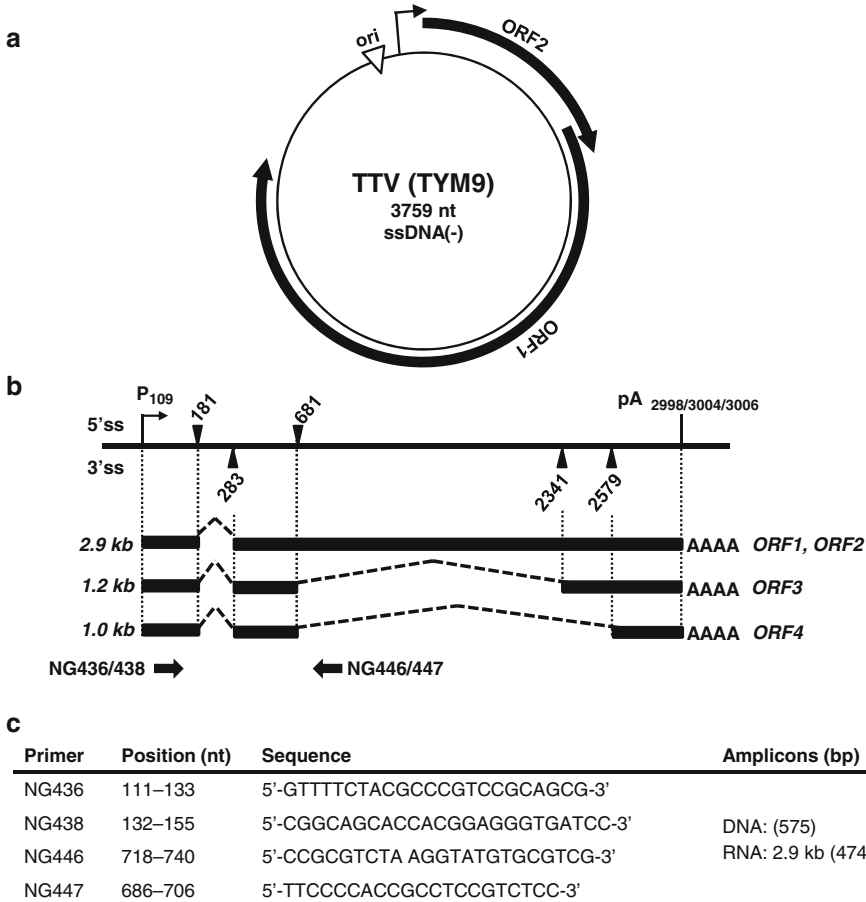 a
ori
ORF2
TTV (TYM9)
3759 nt
ssDNA(-)
ORF1
b
P109
181
681
pA 2998/3004/3006
5'ss
3'ss
283
2341
2579
2.9 kb
AAAA ORF1, ORF2
1.2 kb
AAAA ORF3
1.0 kb
AAAA ORF4
NG436/438
NG446/447
c
Primer Position (nt) Sequence Amplicons (bp)
NG436 111–133 5'-GTTTTCTACGCCCGTCCGCAGCG-3'
NG438 132–155 5'-CGGCAGCACCACGGAGGGTGATCC-3' DNA: (575)
NG446 718–740 5'-CCGCGTCTA AGGTATGTGCGTCG-3' RNA: 2.9 kb (474
NG447 686–706 5'-TTCCCCACCGCCTCCGTCTCC-3'